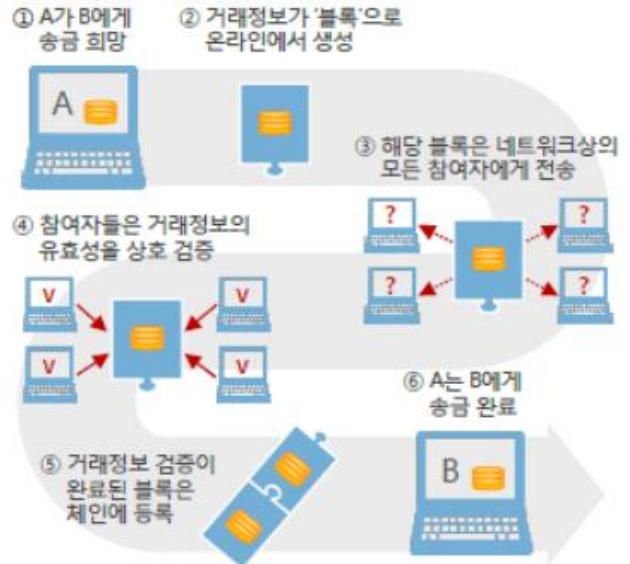 ① A가 B에게
송금 희망
② 거래정보가 '블록'으로
온라인에서 생성
A
③ 해당 블록은 네트워크상의
모든 참여자에게 전송
?
?
?
?
④ 참여자들은 거래정보의
유효성을 상호 검증
V
V
V
V
⑤ 거래정보 검증이
완료된 블록은
체인에 등록
⑥ A는 B에게
송금 완료
B